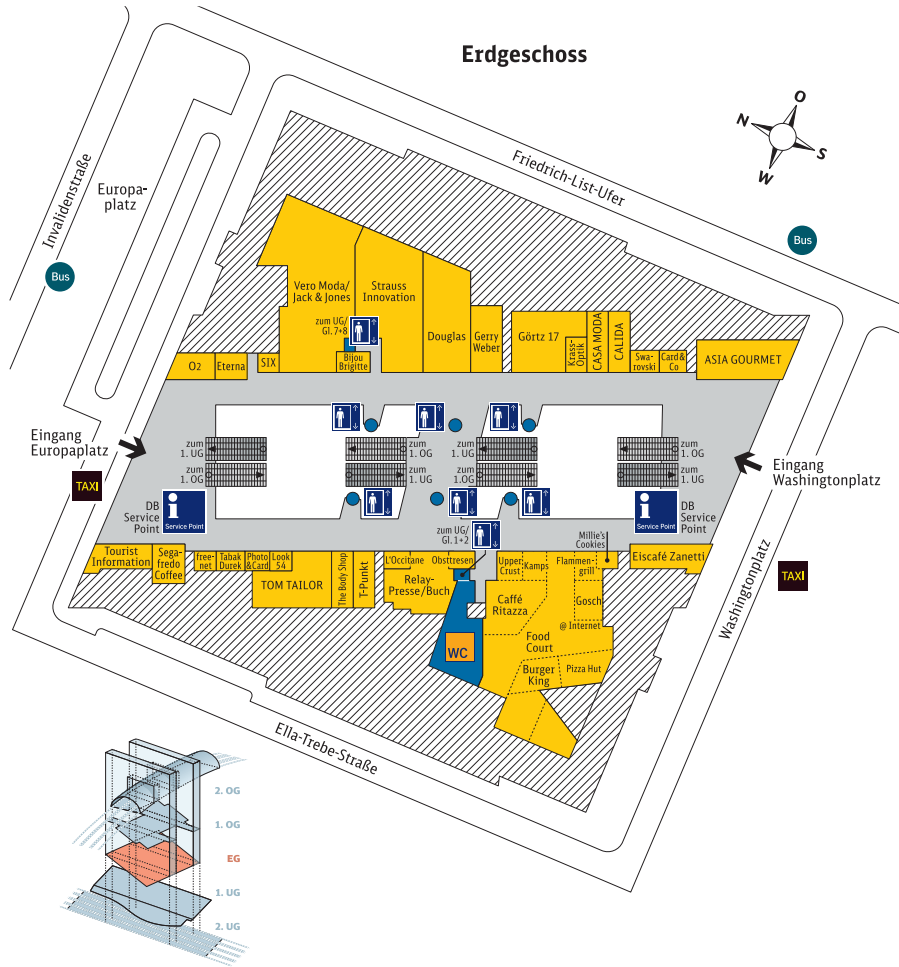 Erdgeschoss
O
N
S
W
Friedrich-List-Ufer
Invalidenstraße
Europa-
platz
Bus
Bus
Vero Moda/
Jack & Jones
Strauss
Innovation
zum UG/
Gl. 7+8
Douglas
Gerry
Weber
Görtz 17
Krass-
Optik
CASA MODA
CALIDA
Swa-
rovski
Card &
Co
ASIA GOURMET
O2
Eterna
SIX
Bijou
Brigitte
Eingang
Europaplatz
zum
1. UG
zum
1. OG
zum
1. OG
zum
1. UG
zum
1. UG
zum
1.OG
zum
1. OG
zum
1. UG
Eingang
Washingtonplatz
TAXI
DB
Service
Point
i
Service Point
i
Service Point
DB
Service
Point
zum UG/
Gl. 1+2
Millie's
Cookies
Tourist
Information
Sega-
fredo
Coffee
free-
net
Tabak
Durek
Photo
&Card
Look
54
TOM TAILOR
The Body Shop
T-Punkt
L'Occitane
Obsttresen
Relay-
Presse/Buch
Upper
Crust
Kamps
Flammen-
grill
Eiscafé Zanetti
Caffé
Ritazza
Gosch
@ Internet
Food
Court
WC
Burger
King
Pizza Hut
TAXI
Washingtonplatz
Ella-Trebe-Straße
2. OG
1. OG
EG
1. UG
2. UG